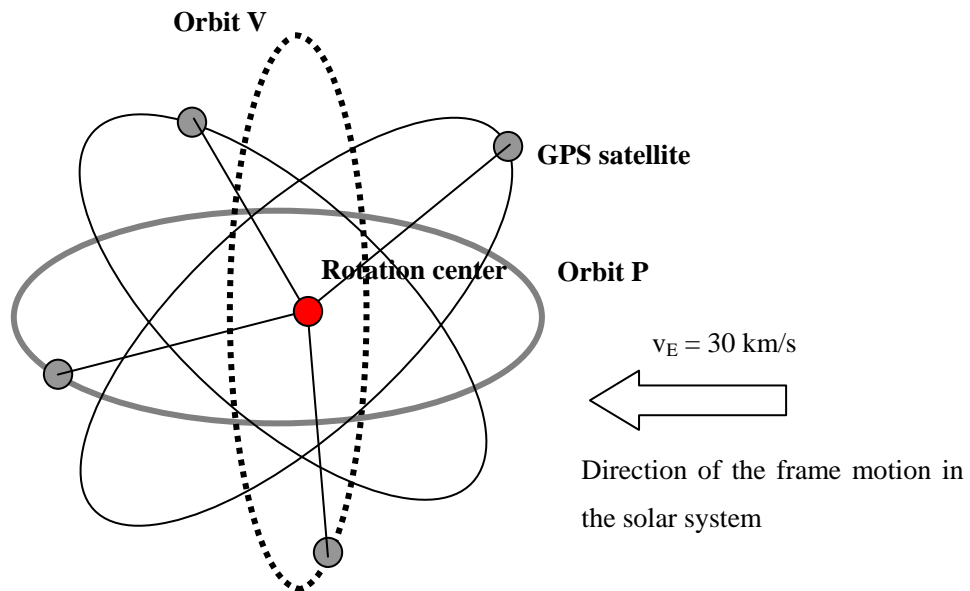 Orbit V
GPS satellite
Rotation center
Orbit P
v_E = 30 km/s
Direction of the frame motion in
the solar system